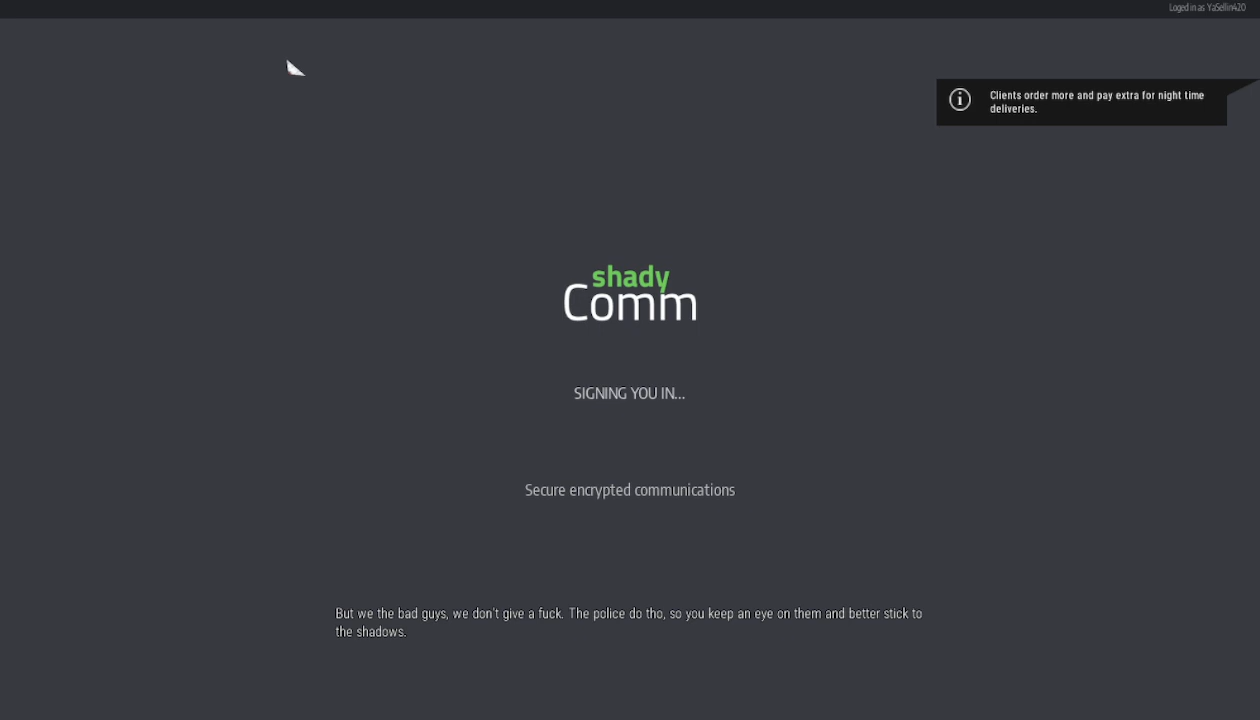 Loged in as YaSellin420
Clients order more and pay extra for night time
deliveries.
shady
Comm
SIGNING YOU IN...
Secure encrypted communications
But we the bad guys, we don't give a fuck. The police do tho, so you keep an eye on them and better stick to
the shadows.